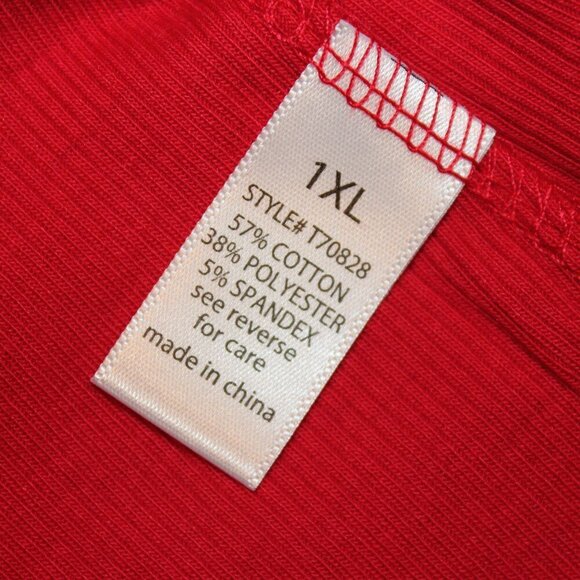 1XL
STYLE# T70828
57% COTTON
38% POLYESTER
5% SPANDEX
see reverse
for care
made in china